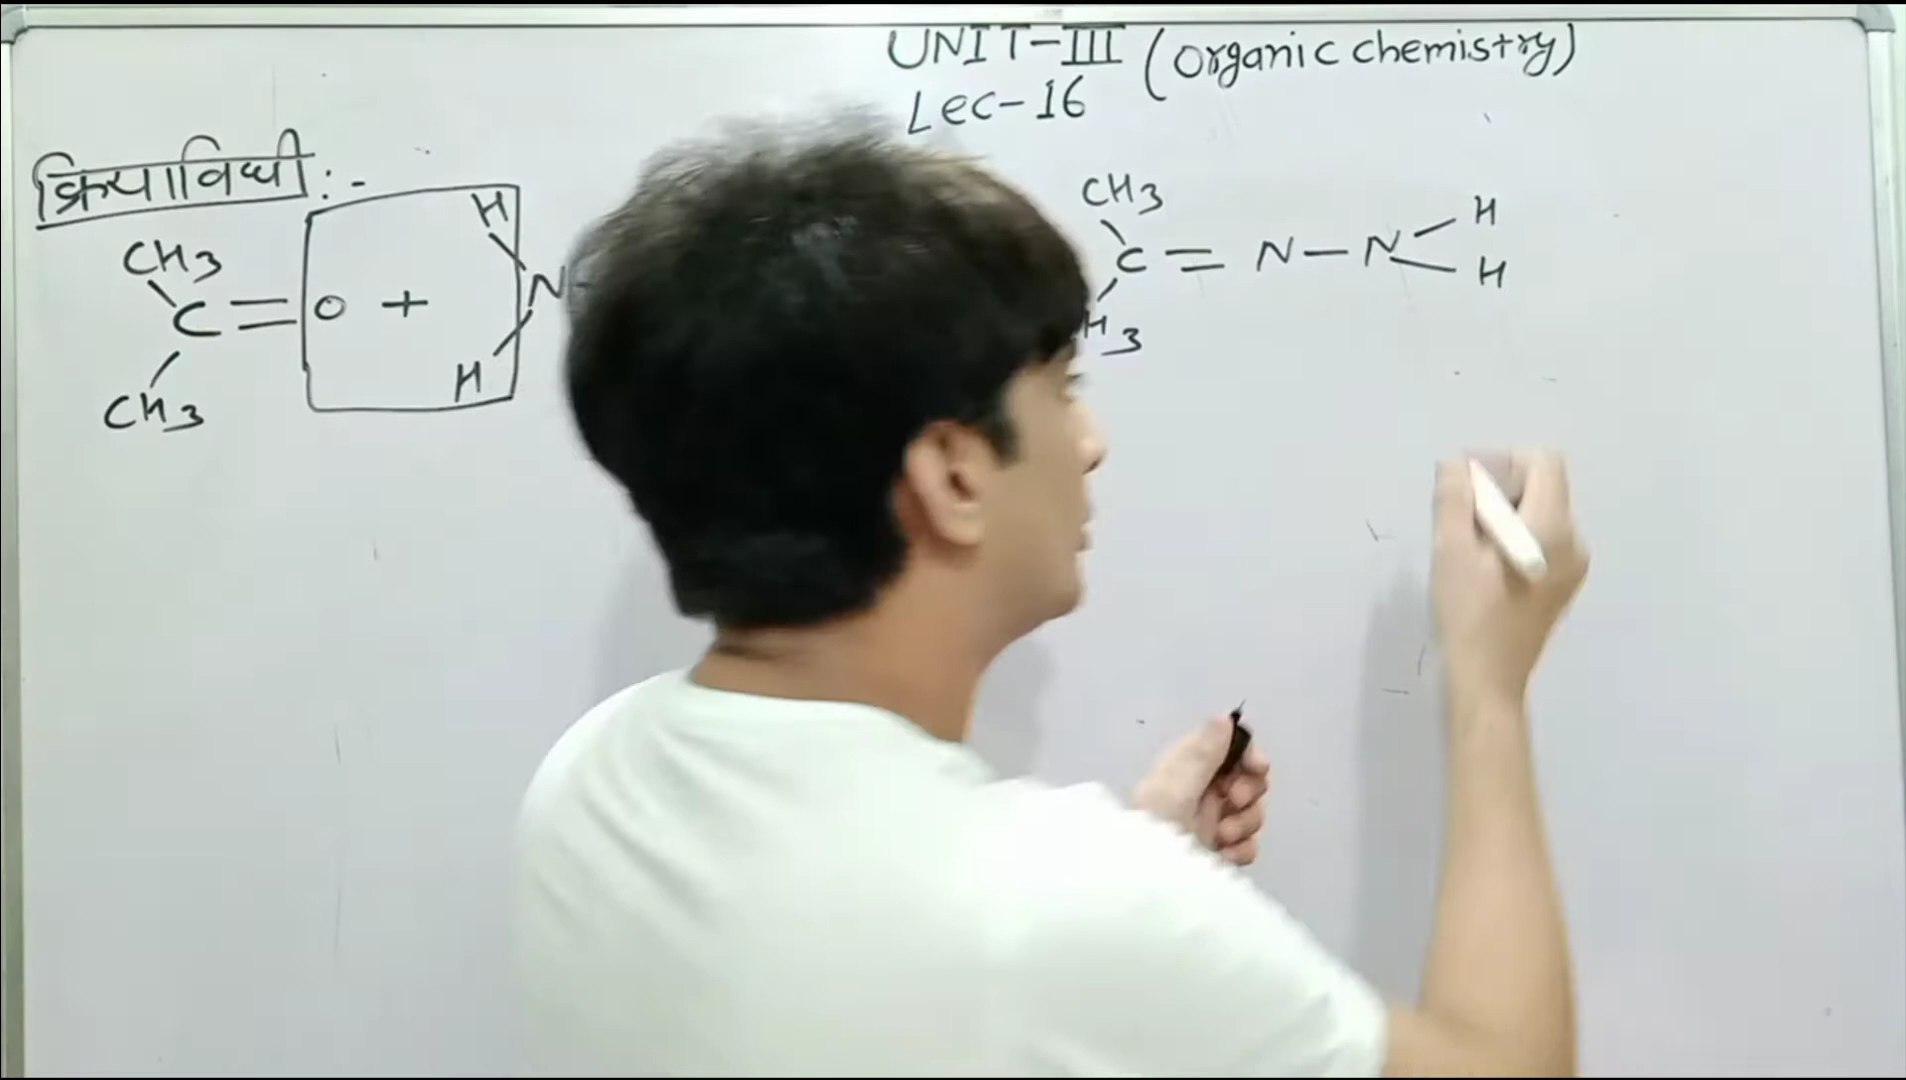 UNIT-III (Organic chemistry)
Lec-16
क्रियाविधी :-
CH3
C = O + H N H
CH3
CH3
C = N - N H H
H3